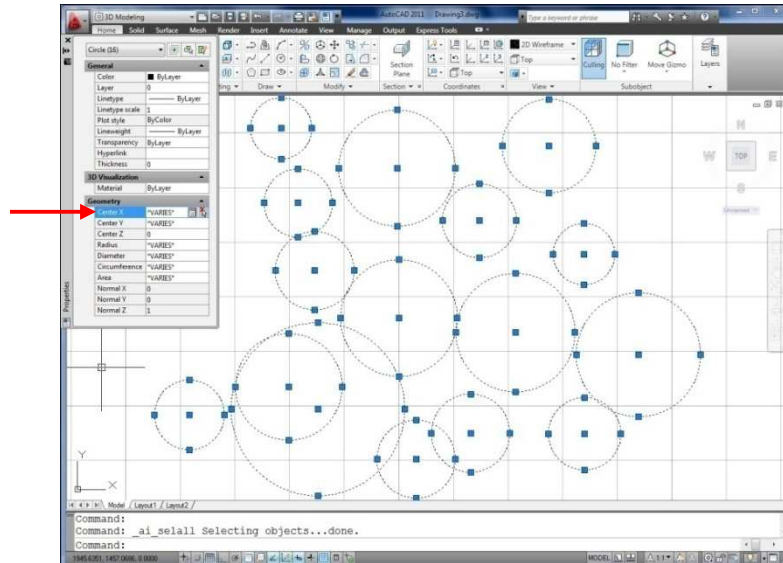 3D Modeling
AutoCAD 2011 Drawing3.dwg
Type a keyword or phrase
Home Solid Surface Mesh Render Insert Annotate View Manage Output Express Tools
Section
Plane
2D Wireframe
Top
Top
Culling
No Filter
Move Gizmo
Layers
Draw
Modify
Section
Coordinates
View
Subobject
Circle (16)
General
Color ByLayer
Layer 0
Linetype ByLayer
Linetype scale 1
Plot style ByColor
Lineweight ByLayer
Transparency ByLayer
Hyperlink
Thickness 0
3D Visualization
Material ByLayer
Geometry
Center X *VARIES*
Center Y *VARIES*
Center Z 0
Radius *VARIES*
Diameter *VARIES*
Circumference *VARIES*
Area *VARIES*
Normal X 0
Normal Y 0
Normal Z 1
Properties
N
W TOP E
S
Unnamed
Y
X
Model / Layout1 / Layout2 /
Command:
Command: _ai_selall Selecting objects...done.
Command:
MODEL
1:1